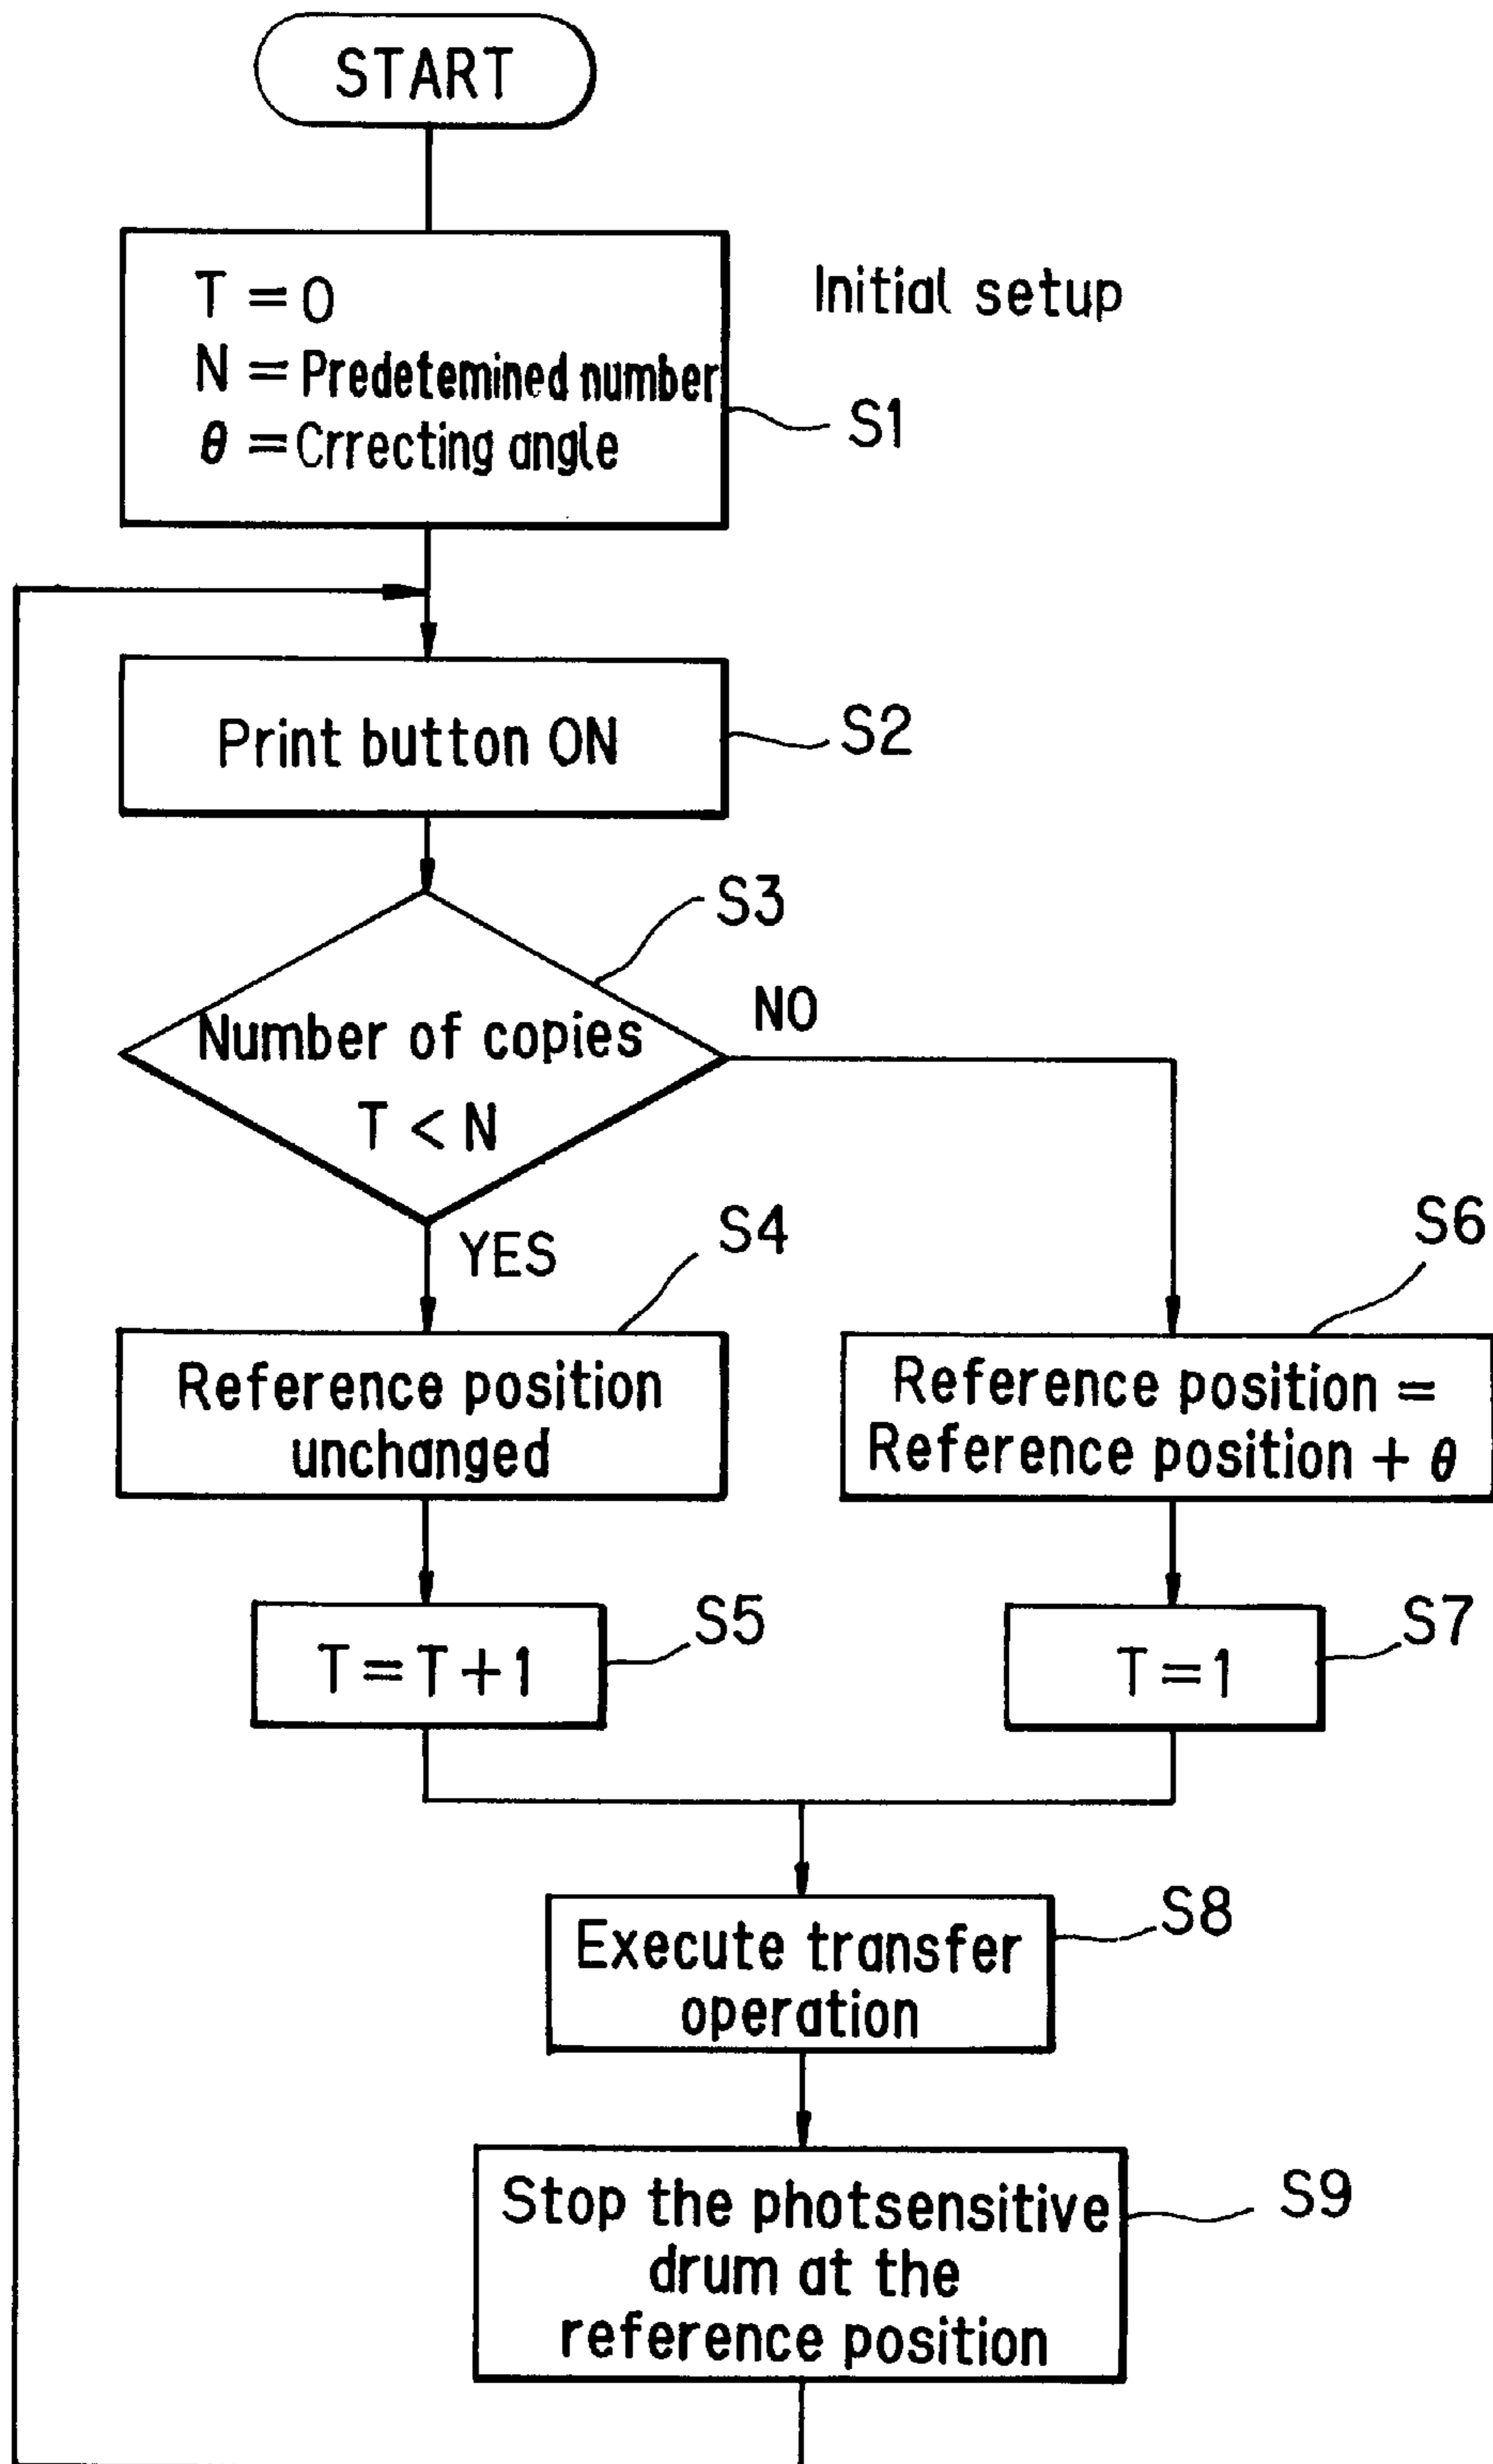 START
T = 0
N = Predetemined number
θ = Crrecting angle
Initial setup
S1
Print button ON
S2
S3
Number of copies
T < N
NO
YES
S4
Reference position
unchanged
S6
Reference position =
Reference position + θ
T = T + 1
S5
T = 1
S7
Execute transfer
operation
S8
Stop the photsensitive
drum at the
reference position
S9